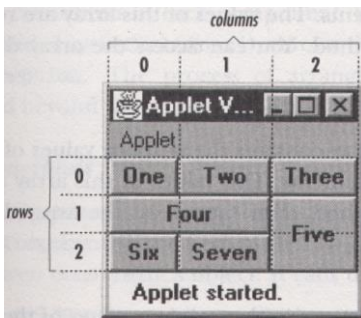 columns
0 1 2
Applet V...
Applet
0 One Two Three
rows 1 Four
Five
2 Six Seven
Applet started.